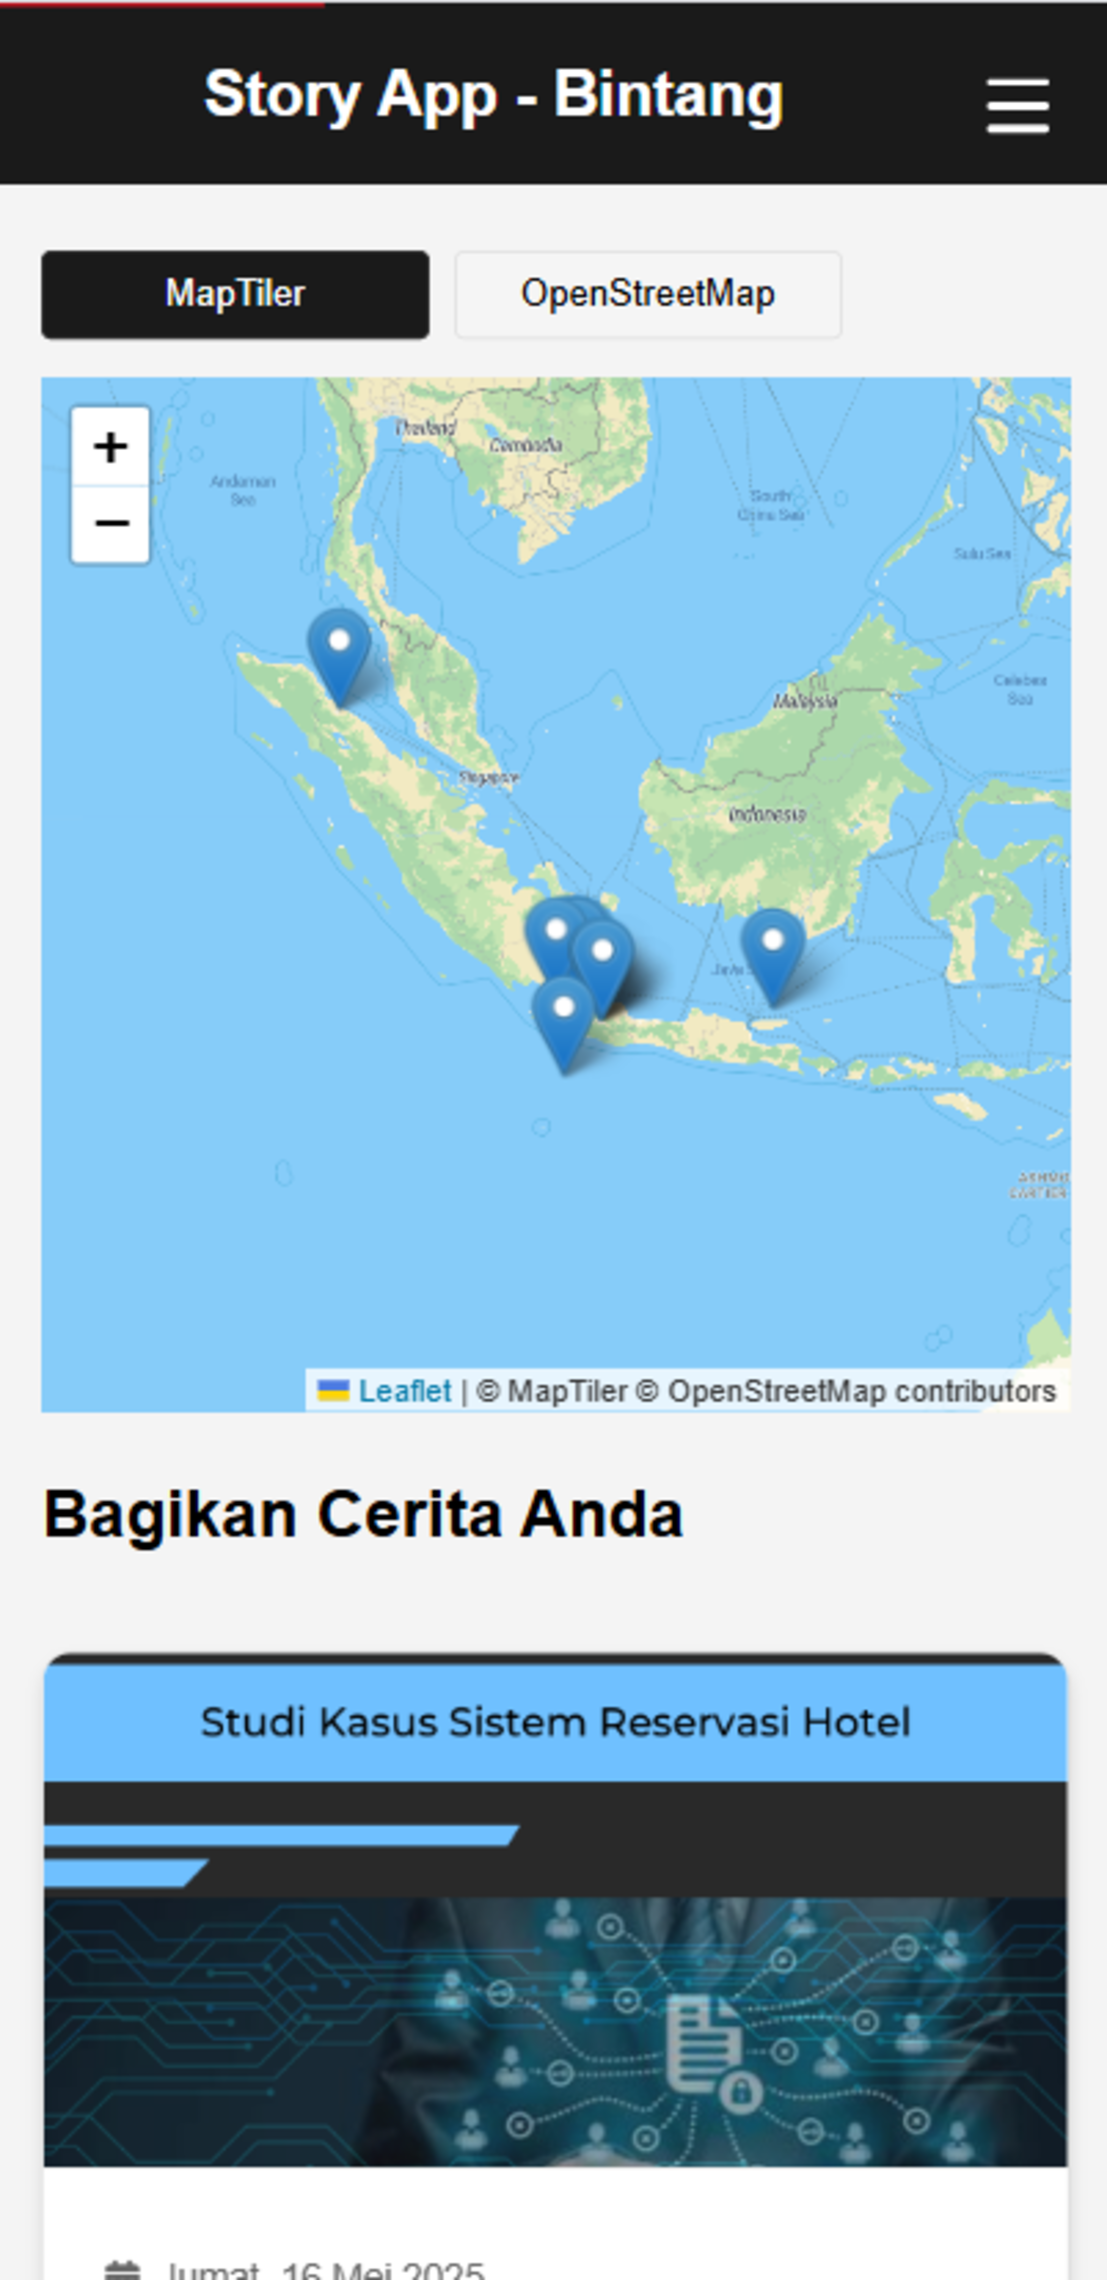 Story App - Bintang
MapTiler
OpenStreetMap
+
−
Thailand
Cambodia
Andaman
Sea
South
China Sea
Sulu Sea
Celebes
Sea
Malaysia
Singapore
Indonesia
Java
Leaflet | © MapTiler © OpenStreetMap contributors
Bagikan Cerita Anda
Studi Kasus Sistem Reservasi Hotel
Jumat, 16 Mei 2025